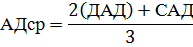 АДср = 2(ДАД) + САД / 3